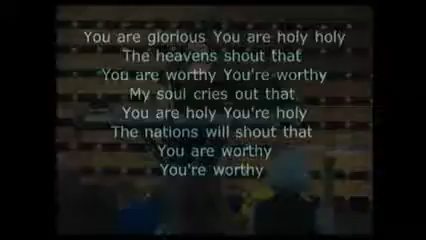 You are glorious You are holy holy
The heavens shout that
You are worthy You're worthy
My soul cries out that
You are holy You're holy
The nations will shout that
You are worthy
You're worthy